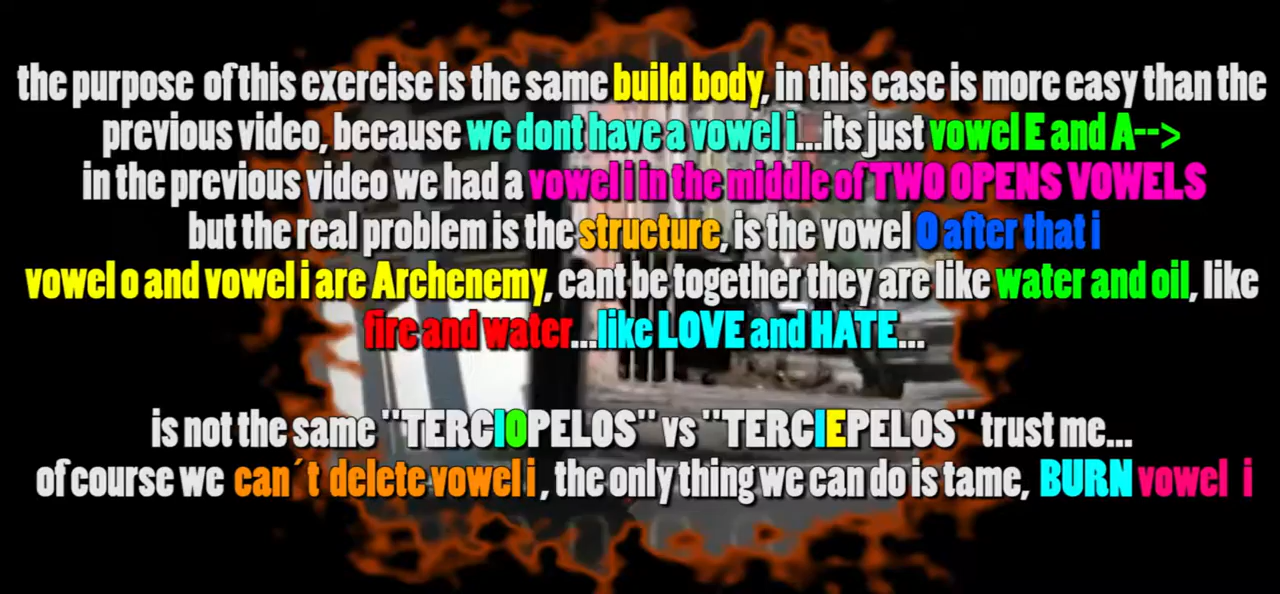 the purpose of this exercise is the same build body, in this case is more easy than the
previous video, because we dont have a vowel i...its just vowel E and A-->
in the previous video we had a vowel i in the middle of TWO OPENS VOWELS
but the real problem is the structure, is the vowel O after that i
vowel o and vowel i are Archenemy, cant be together they are like water and oil, like
fire and water...like LOVE and HATE...
is not the same "TERCIOPELOS" vs "TERCIEPELOS" trust me...
of course we can´t delete vowel i , the only thing we can do is tame, BURN vowel i